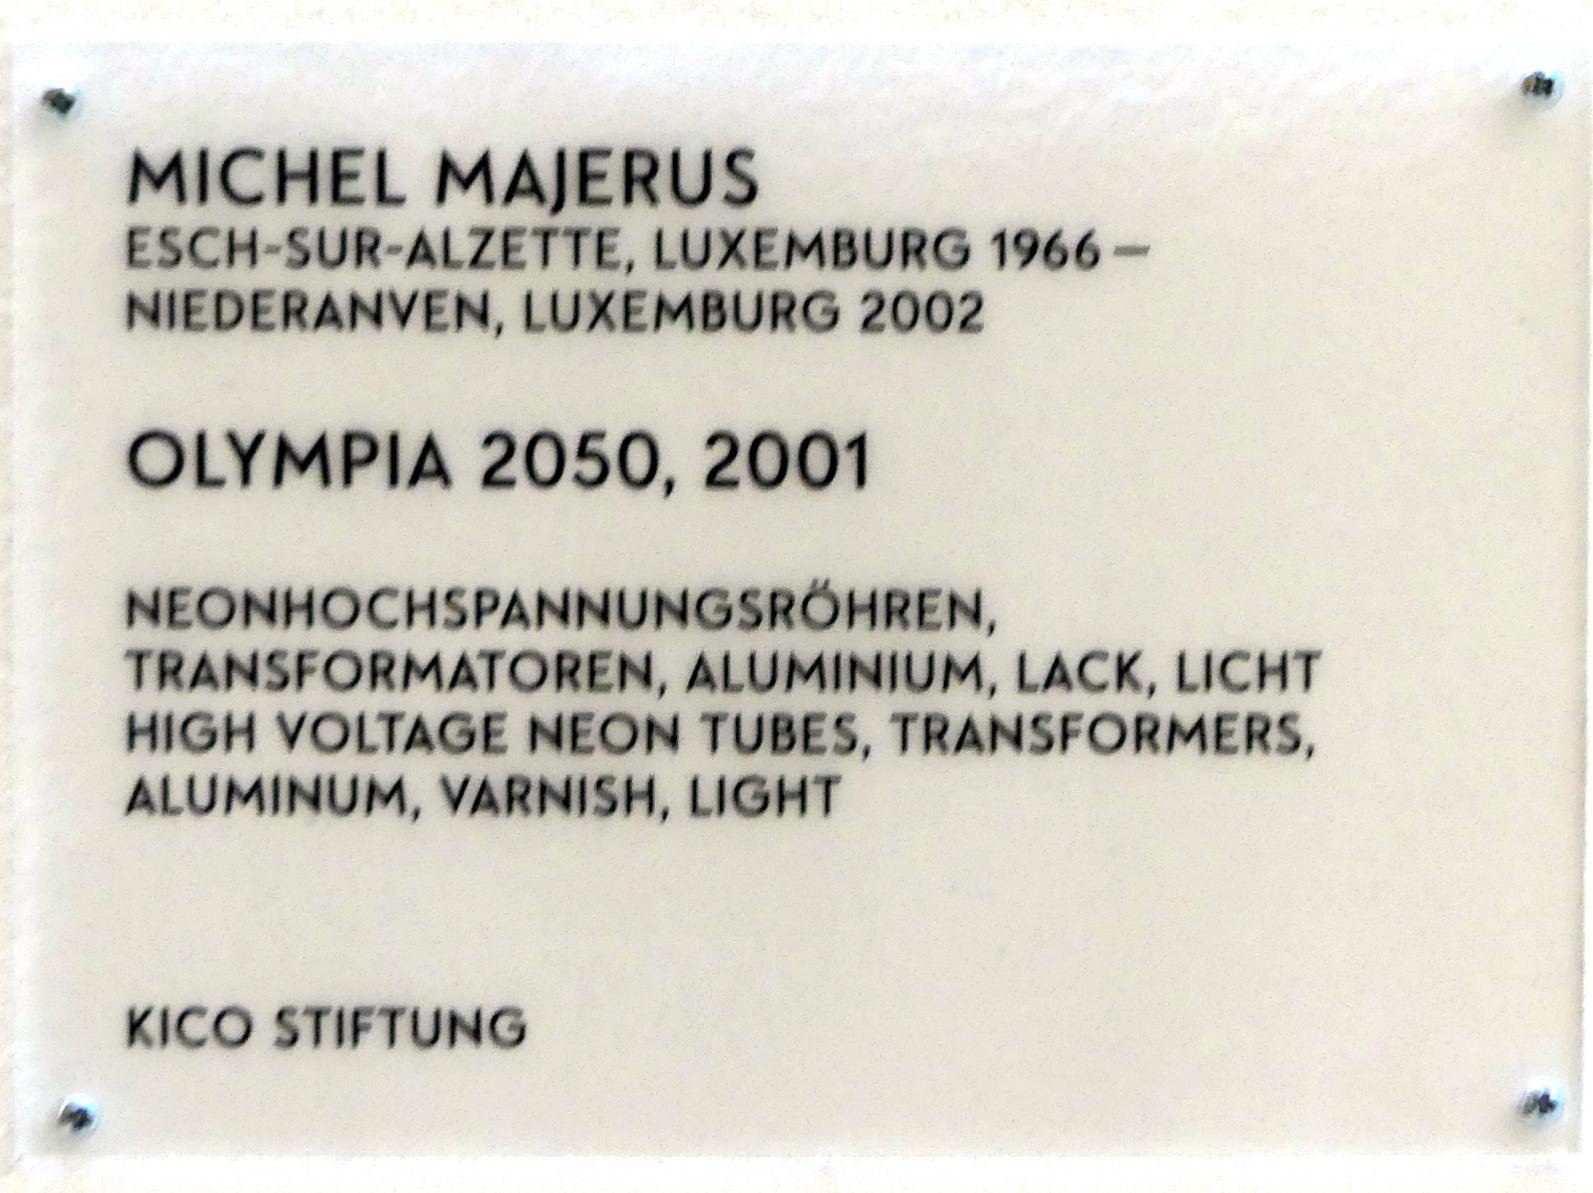 MICHEL MAJERUS
ESCH-SUR-ALZETTE, LUXEMBURG 1966 –
NIEDERANVEN, LUXEMBURG 2002
OLYMPIA 2050, 2001
NEONHOCHSPANNUNGSRÖHREN,
TRANSFORMATOREN, ALUMINIUM, LACK, LICHT
HIGH VOLTAGE NEON TUBES, TRANSFORMERS,
ALUMINUM, VARNISH, LIGHT
KICO STIFTUNG